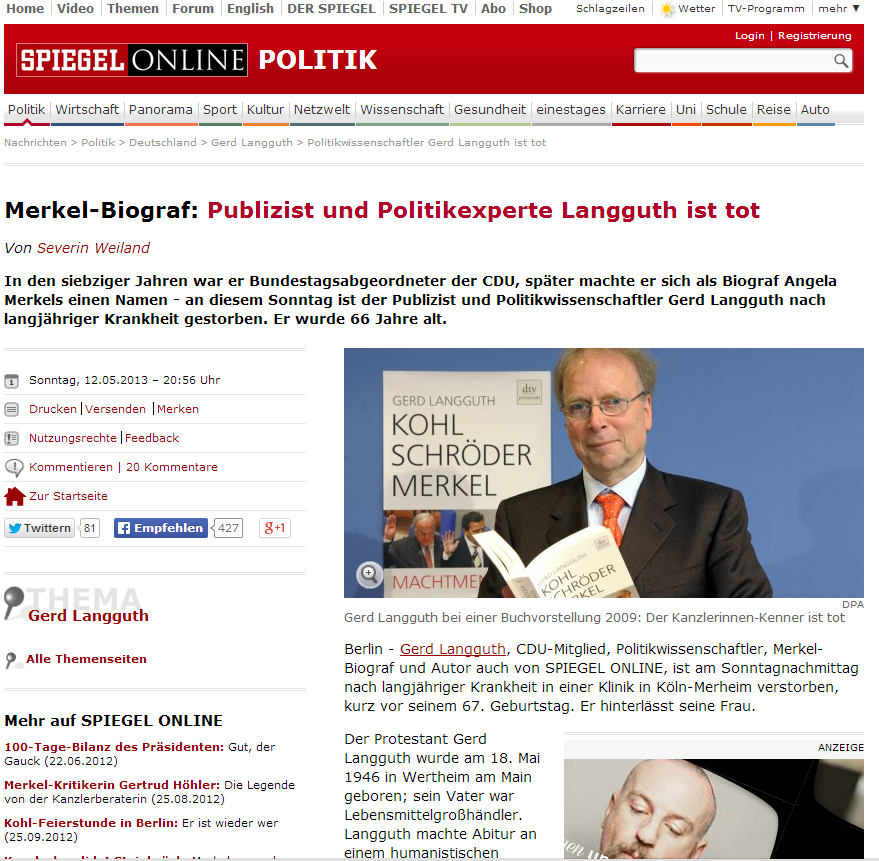 Home Video Themen Forum English DER SPIEGEL SPIEGEL TV Abo Shop Schlagzeilen Wetter TV-Programm mehr ▼
Login | Registrierung
SPIEGEL ONLINE POLITIK
Politik Wirtschaft Panorama Sport Kultur Netzwelt Wissenschaft Gesundheit einestages Karriere Uni Schule Reise Auto
Nachrichten > Politik > Deutschland > Gerd Langguth > Politikwissenschaftler Gerd Langguth ist tot
Merkel-Biograf: Publizist und Politikexperte Langguth ist tot
Von Severin Weiland
In den siebziger Jahren war er Bundestagsabgeordneter der CDU, später machte er sich als Biograf Angela
Merkels einen Namen - an diesem Sonntag ist der Publizist und Politikwissenschaftler Gerd Langguth nach
langjähriger Krankheit gestorben. Er wurde 66 Jahre alt.
1 Sonntag, 12.05.2013 – 20:56 Uhr
Drucken | Versenden | Merken
Nutzungsrechte | Feedback
Kommentieren | 20 Kommentare
Zur Startseite
Twittern 81 Empfehlen 427 g+1
THEMA
Gerd Langguth
Alle Themenseiten
Mehr auf SPIEGEL ONLINE
100-Tage-Bilanz des Präsidenten: Gut, der
Gauck (22.06.2012)
Merkel-Kritikerin Gertrud Höhler: Die Legende
von der Kanzlerberaterin (25.08.2012)
Kohl-Feierstunde in Berlin: Er ist wieder wer
(25.09.2012)
dtv
premium
GERD LANGGUTH
KOHL
SCHRÖDER
MERKEL
MACHTMEN
dtv
GERD LANGGUTH
KOHL
SCHRÖDER
DPA
Gerd Langguth bei einer Buchvorstellung 2009: Der Kanzlerinnen-Kenner ist tot
Berlin - Gerd Langguth, CDU-Mitglied, Politikwissenschaftler, Merkel-
Biograf und Autor auch von SPIEGEL ONLINE, ist am Sonntagnachmittag
nach langjähriger Krankheit in einer Klinik in Köln-Merheim verstorben,
kurz vor seinem 67. Geburtstag. Er hinterlässt seine Frau.
Der Protestant Gerd
Langguth wurde am 18. Mai
1946 in Wertheim am Main
geboren; sein Vater war
Lebensmittelgroßhändler.
Langguth machte Abitur an
einem humanistischen
ANZEIGE